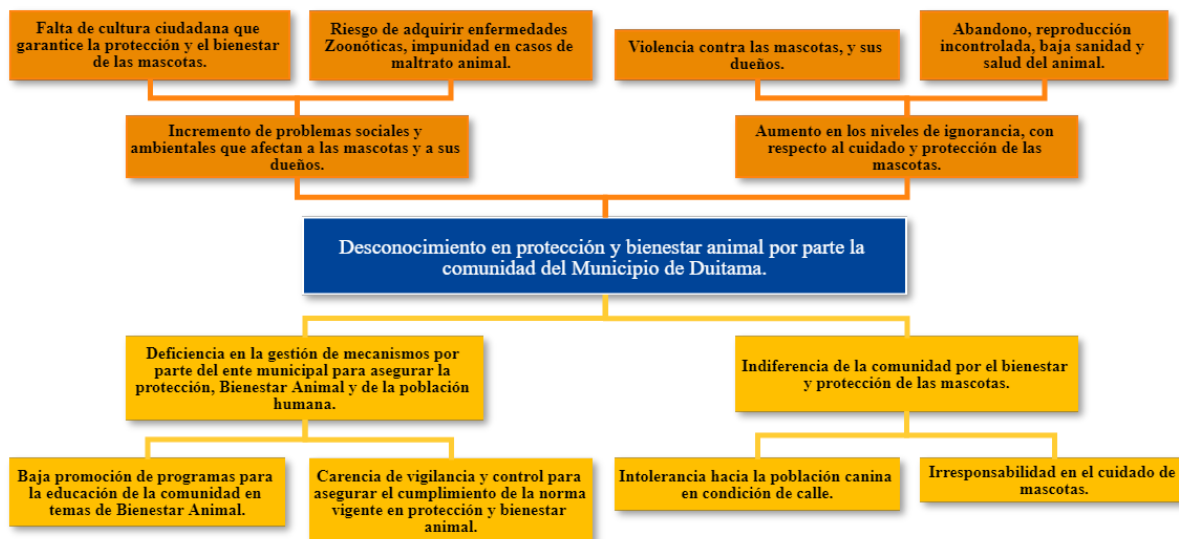 Falta de cultura ciudadana que
garantice la protección y el bienestar
de las mascotas.
Riesgo de adquirir enfermedades
Zoonóticas, impunidad en casos de
maltrato animal.
Violencia contra las mascotas, y sus
dueños.
Abandono, reproducción
incontrolada, baja sanidad y
salud del animal.
Incremento de problemas sociales y
ambientales que afectan a las mascotas y a sus
dueños.
Aumento en los niveles de ignorancia, con
respecto al cuidado y protección de las
mascotas.
Desconocimiento en protección y bienestar animal por parte la
comunidad del Municipio de Duitama.
Deficiencia en la gestión de mecanismos por
parte del ente municipal para asegurar la
protección, Bienestar Animal y de la población
humana.
Indiferencia de la comunidad por el bienestar
y protección de las mascotas.
Baja promoción de programas para
la educación de la comunidad en
temas de Bienestar Animal.
Carencia de vigilancia y control para
asegurar el cumplimiento de la norma
vigente en protección y bienestar
animal.
Intolerancia hacia la población canina
en condición de calle.
Irresponsabilidad en el cuidado de
mascotas.